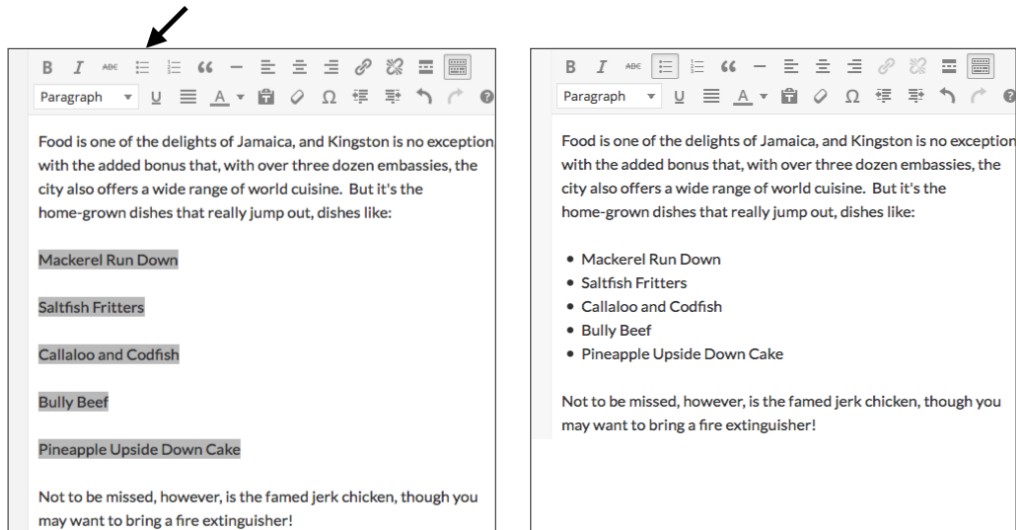 B I ABC
Paragraph U A Ω ?
Food is one of the delights of Jamaica, and Kingston is no exception,
with the added bonus that, with over three dozen embassies, the
city also offers a wide range of world cuisine. But it's the
home-grown dishes that really jump out, dishes like:
Mackerel Run Down
Saltfish Fritters
Callaloo and Codfish
Bully Beef
Pineapple Upside Down Cake
Not to be missed, however, is the famed jerk chicken, though you
may want to bring a fire extinguisher!
B I ABC
Paragraph U A Ω ?
Food is one of the delights of Jamaica, and Kingston is no exception
with the added bonus that, with over three dozen embassies, the
city also offers a wide range of world cuisine. But it's the
home-grown dishes that really jump out, dishes like:
• Mackerel Run Down
• Saltfish Fritters
• Callaloo and Codfish
• Bully Beef
• Pineapple Upside Down Cake
Not to be missed, however, is the famed jerk chicken, though you
may want to bring a fire extinguisher!